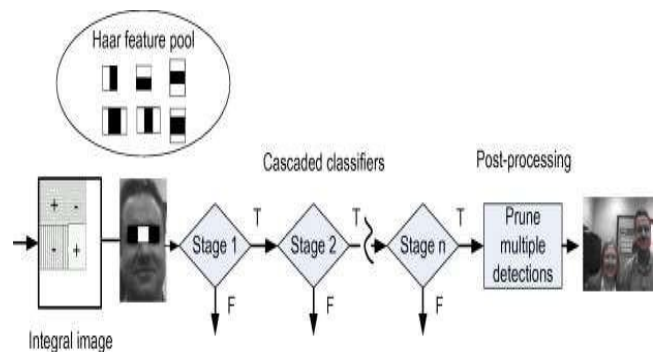 Haar feature pool
Cascaded classifiers
Post-processing
+ -
- +
Stage 1
T
Stage 2
T
Stage n
T
Prune
multiple
detections
F
F
F
Integral image